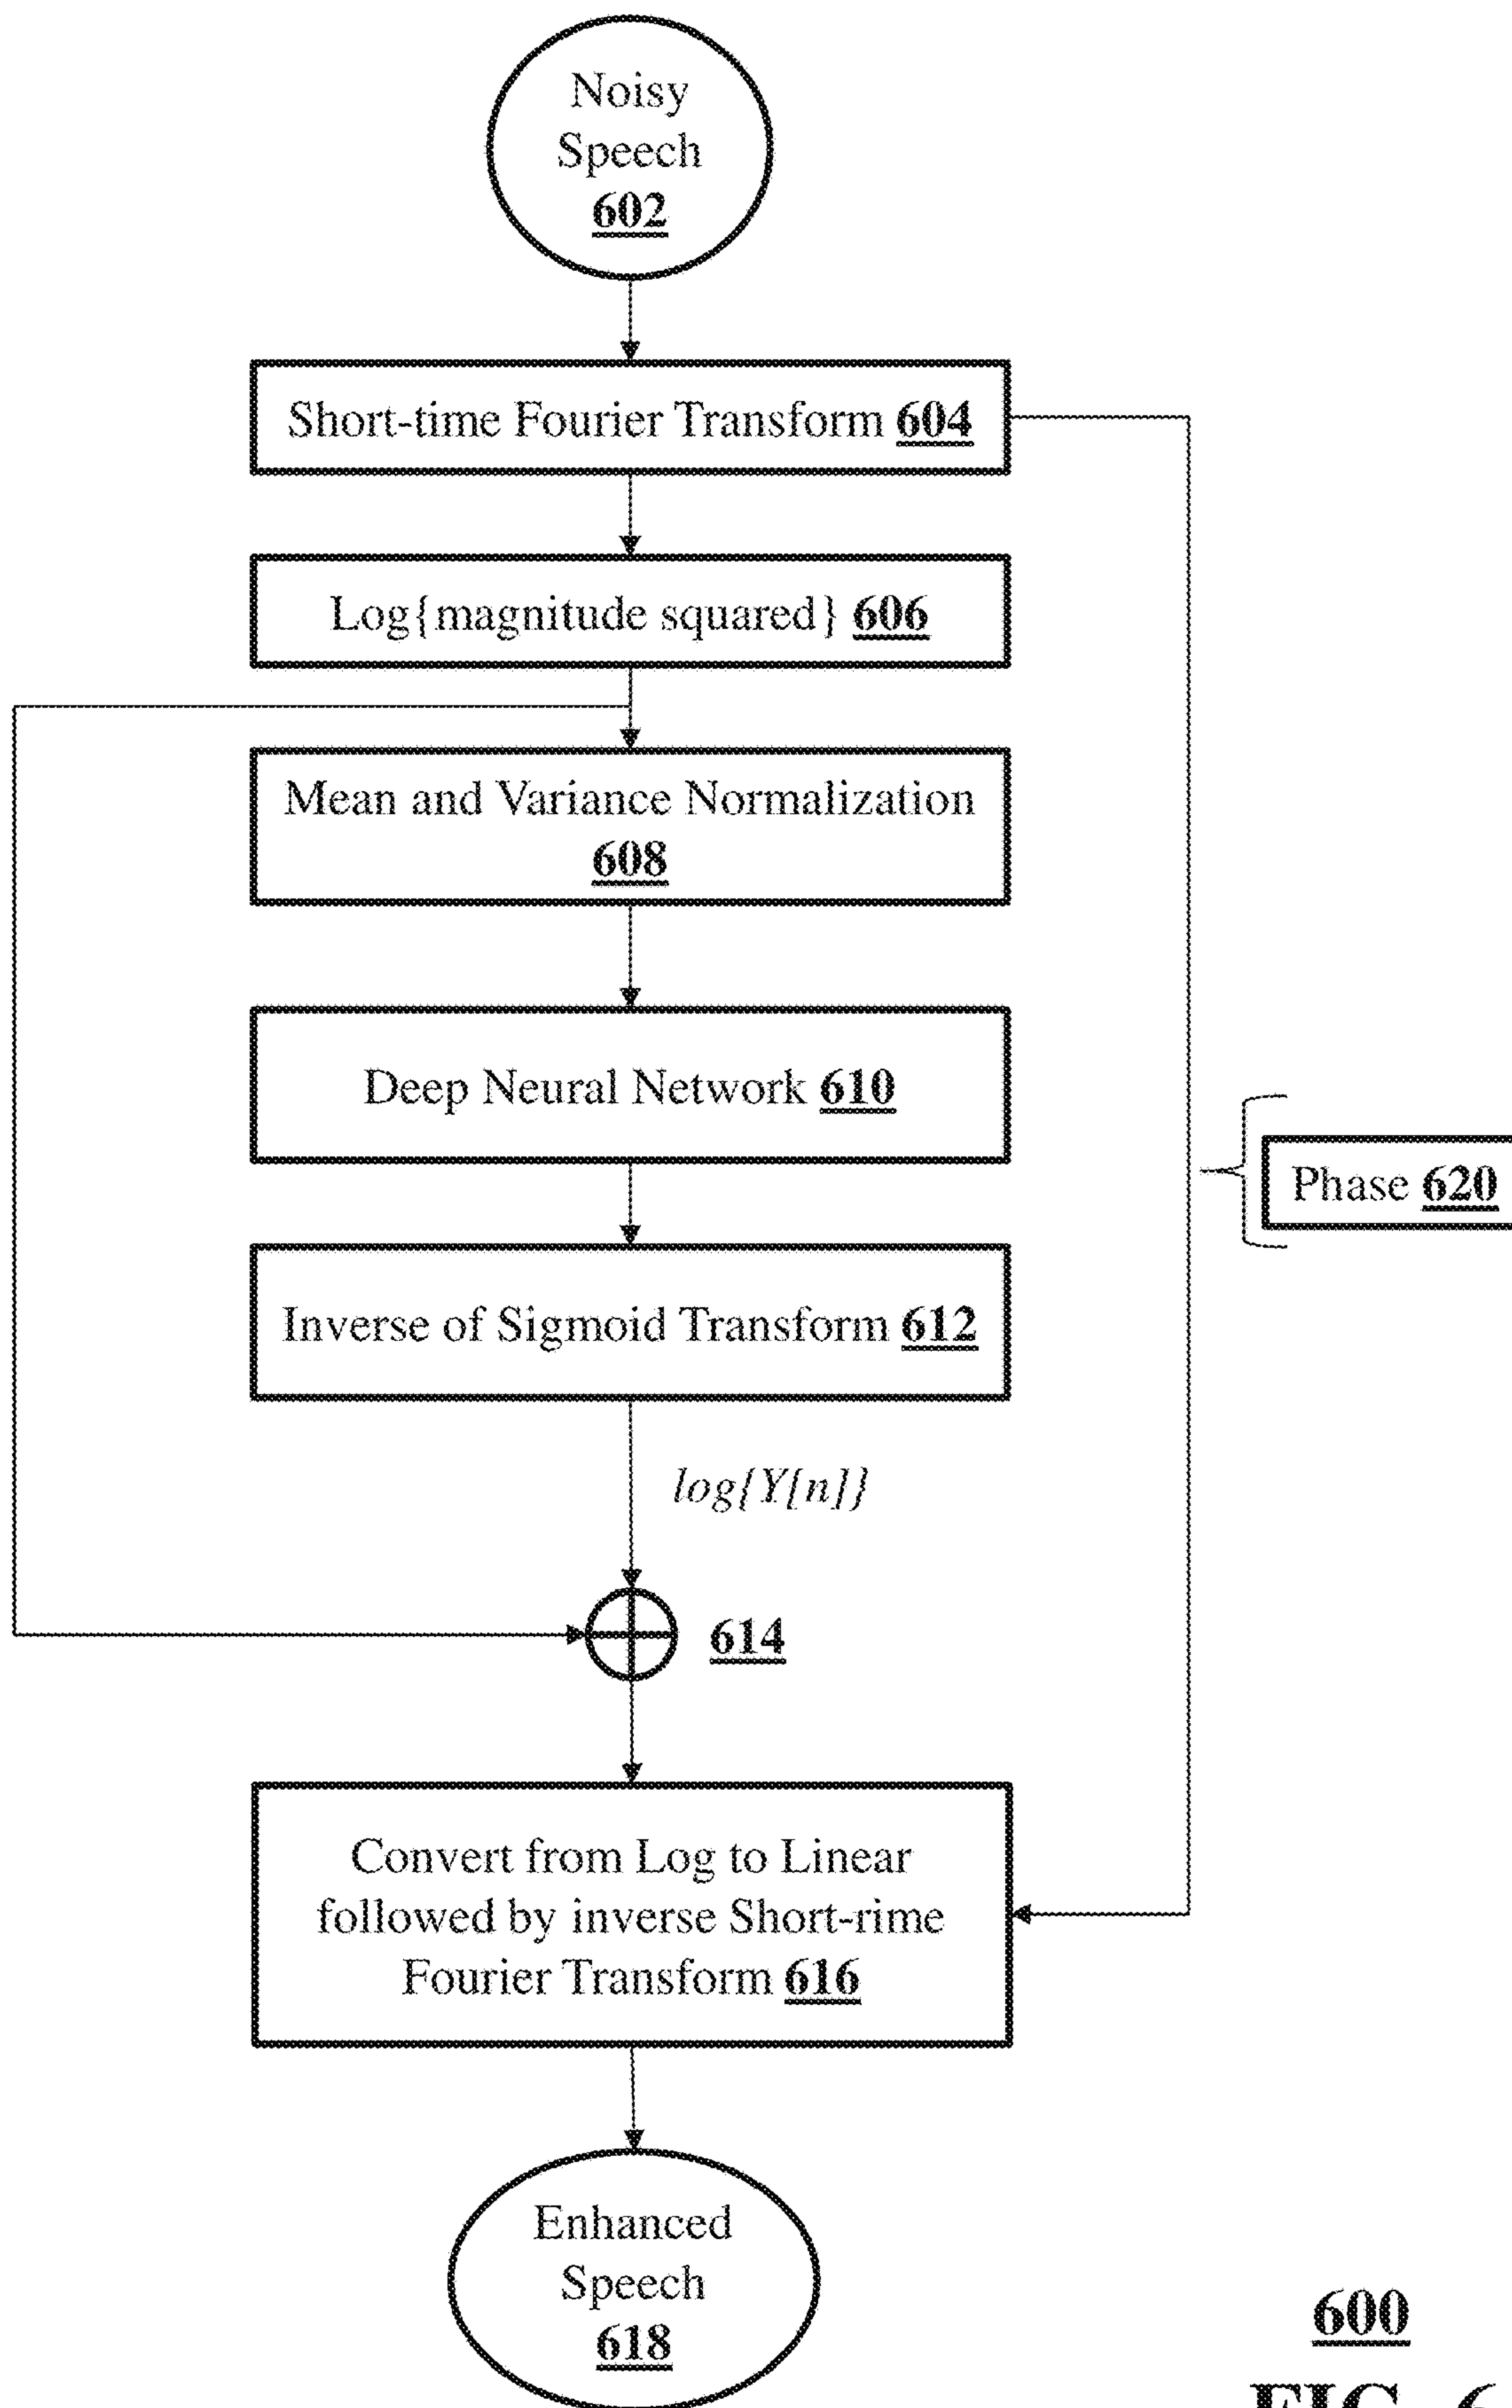 Noisy
Speech
602
Short-time Fourier Transform 604
Log{magnitude squared} 606
Mean and Variance Normalization
608
Deep Neural Network 610
Phase 620
Inverse of Sigmoid Transform 612
log{Y[n]}
614
Convert from Log to Linear
followed by inverse Short-rime
Fourier Transform 616
Enhanced
Speech
618
600
FIG. 6